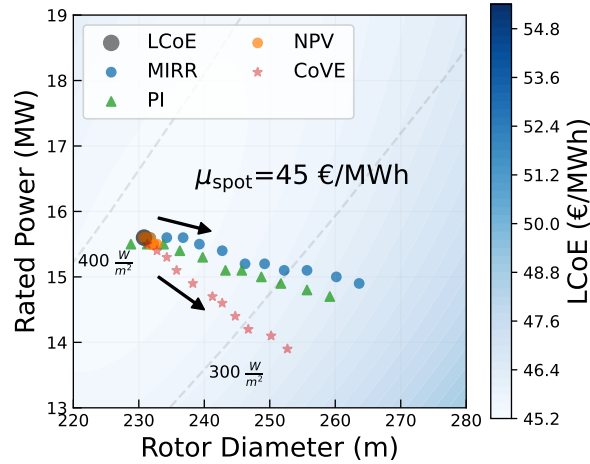 19
18
17
16
15
14
13
220
230
240
250
260
270
280
Rated Power (MW)
Rotor Diameter (m)
LCoE
MIRR
PI
NPV
CoVE
μspot=45 €/MWh
400 W/m²
300 W/m²
54.8
53.6
52.4
51.2
50.0
48.8
47.6
46.4
45.2
LCoE (€/MWh)